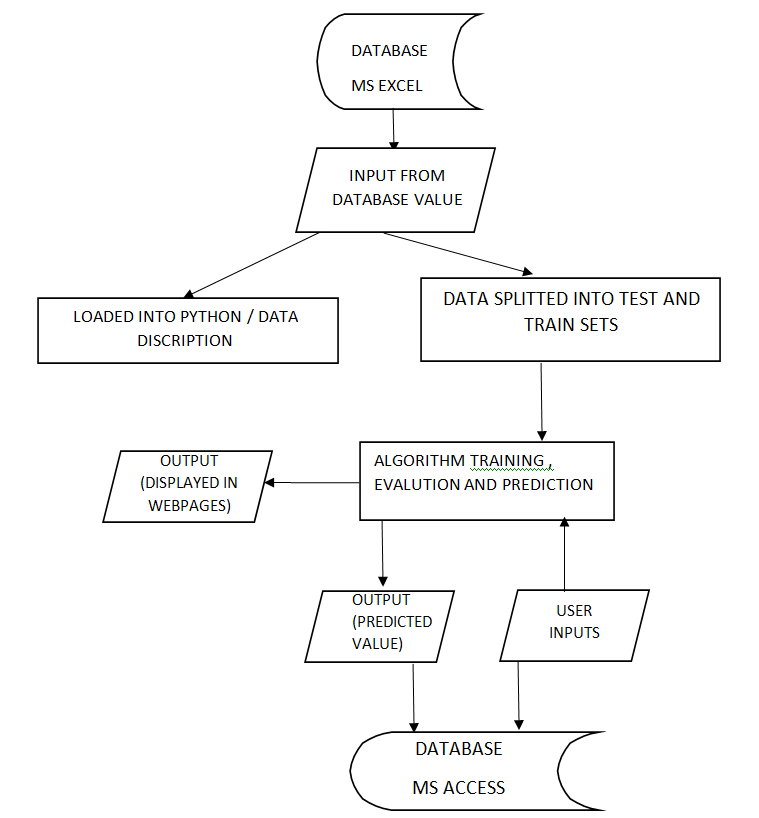 DATABASE
MS EXCEL
INPUT FROM
DATABASE VALUE
LOADED INTO PYTHON / DATA
DISCRIPTION
DATA SPLITTED INTO TEST AND
TRAIN SETS
OUTPUT
(DISPLAYED IN
WEBPAGES)
ALGORITHM TRAINING ,
EVALUTION AND PREDICTION
OUTPUT
(PREDICTED
VALUE)
USER
INPUTS
DATABASE
MS ACCESS